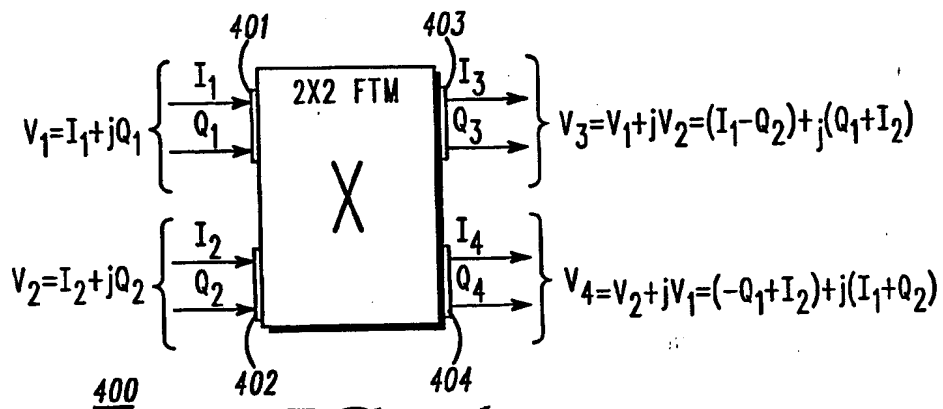 401
403
I₁
2X2 FTM
I₃
V₁=I₁+jQ₁
Q₁
Q₃
V₃=V₁+jV₂=(I₁-Q₂)+j(Q₁+I₂)
X
I₂
I₄
V₂=I₂+jQ₂
Q₂
Q₄
V₄=V₂+jV₁=(-Q₁+I₂)+j(I₁+Q₂)
402
404
400